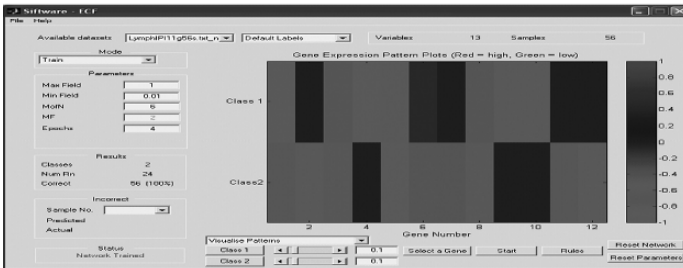 Siftware - ECF
File Help
Available datasets LymphIPI11g56s.txt_n Default Labels Variables 13 Samples 56
Mode
Train
Parameters
Max Field 1
Min Field 0.01
MofN 6
MF 2
Epochs 4
Results
Classes 2
Num Rn 24
Correct 56 (100%)
Incorrect
Sample No.
Predicted
Actual
Status
Network Trained
Gene Expression Pattern Plots (Red = high, Green = low)
Class 1
Class2
2 4 6 8 10 12
Gene Number
1
0.8
0.6
0.4
0.2
0
-0.2
-0.4
-0.6
-0.8
-1
Visualise Patterns
Class 1 0.1
Class 2 0.1
Select a Gene Start Rules
Reset Network
Reset Parameters